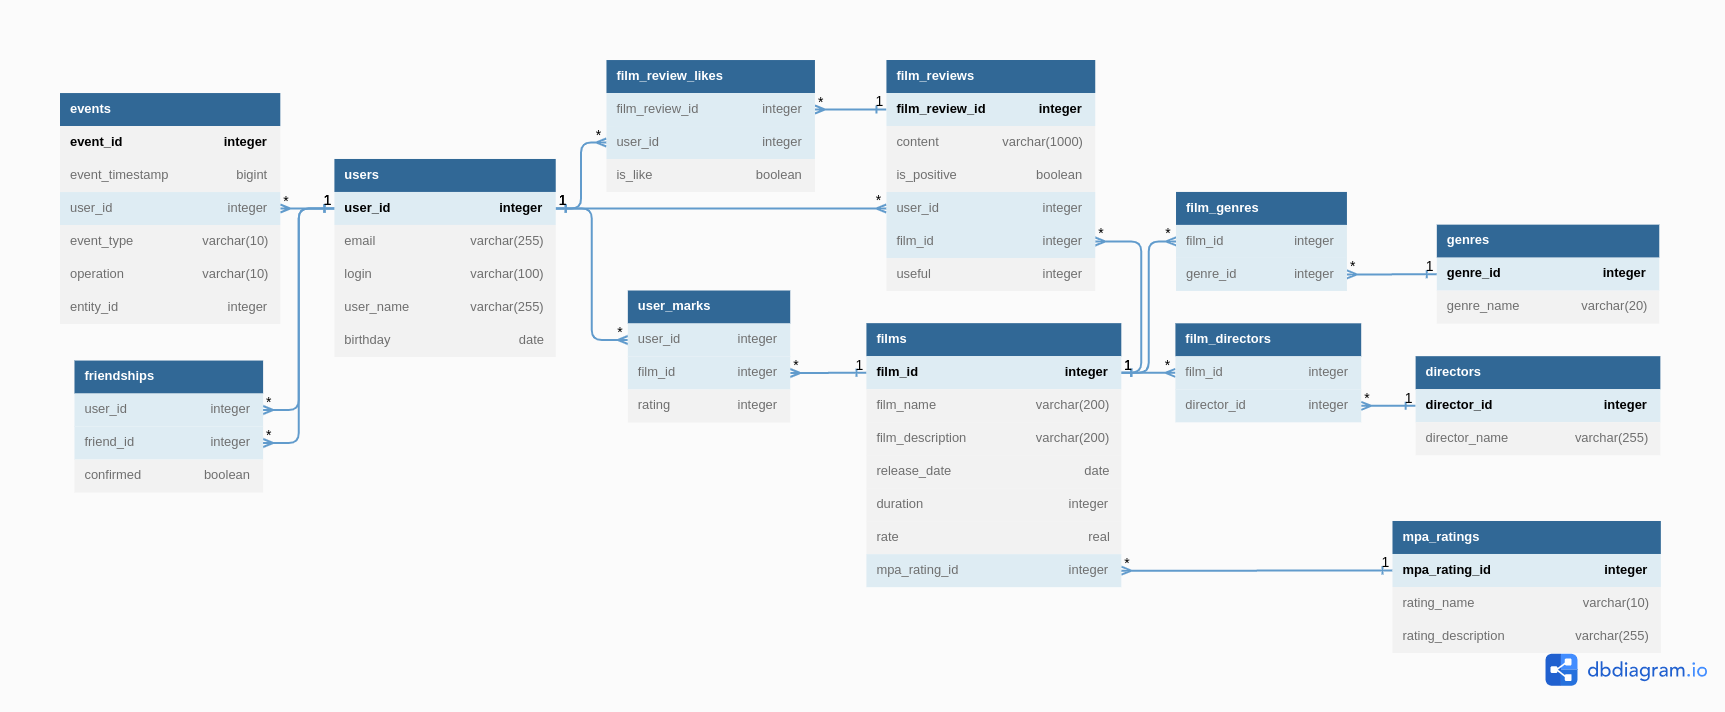 events
event_id integer
event_timestamp bigint
user_id integer
event_type varchar(10)
operation varchar(10)
entity_id integer
friendships
user_id integer
friend_id integer
confirmed boolean
users
user_id integer
email varchar(255)
login varchar(100)
user_name varchar(255)
birthday date
film_review_likes
film_review_id integer
user_id integer
is_like boolean
user_marks
user_id integer
film_id integer
rating integer
film_reviews
film_review_id integer
content varchar(1000)
is_positive boolean
user_id integer
film_id integer
useful integer
films
film_id integer
film_name varchar(200)
film_description varchar(200)
release_date date
duration integer
rate real
mpa_rating_id integer
film_genres
film_id integer
genre_id integer
film_directors
film_id integer
director_id integer
genres
genre_id integer
genre_name varchar(20)
directors
director_id integer
director_name varchar(255)
mpa_ratings
mpa_rating_id integer
rating_name varchar(10)
rating_description varchar(255)
* 1
*
*
* 1
*
1 *
*
* 1
*
1 *
*
* 1
* 1
* 1
dbdiagram.io